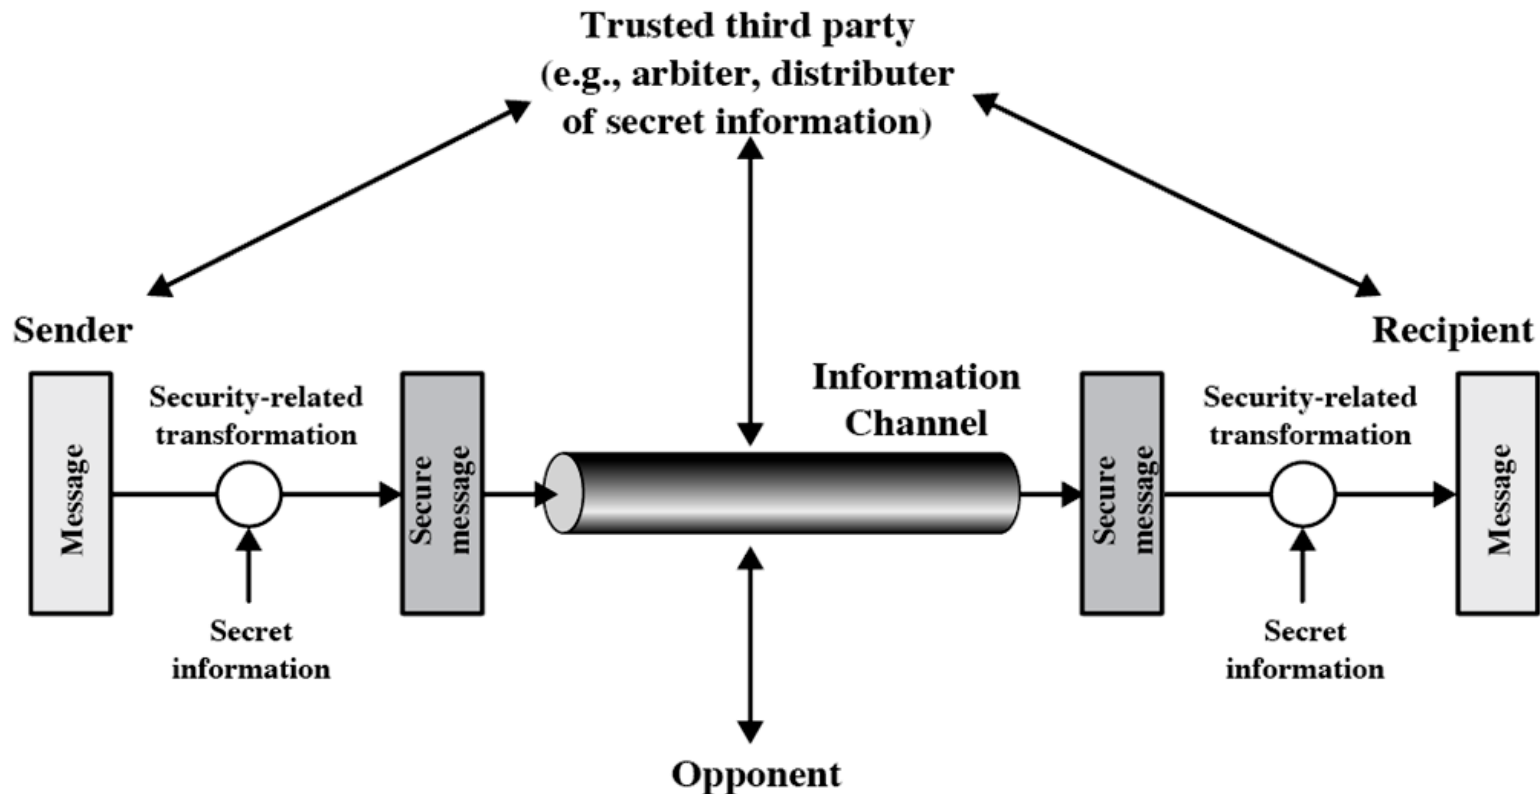 Trusted third party
(e.g., arbiter, distributer
of secret information)
Sender
Recipient
Information
Channel
Security-related
transformation
Security-related
transformation
Message
Secure
message
Secure
message
Message
Secret
information
Secret
information
Opponent